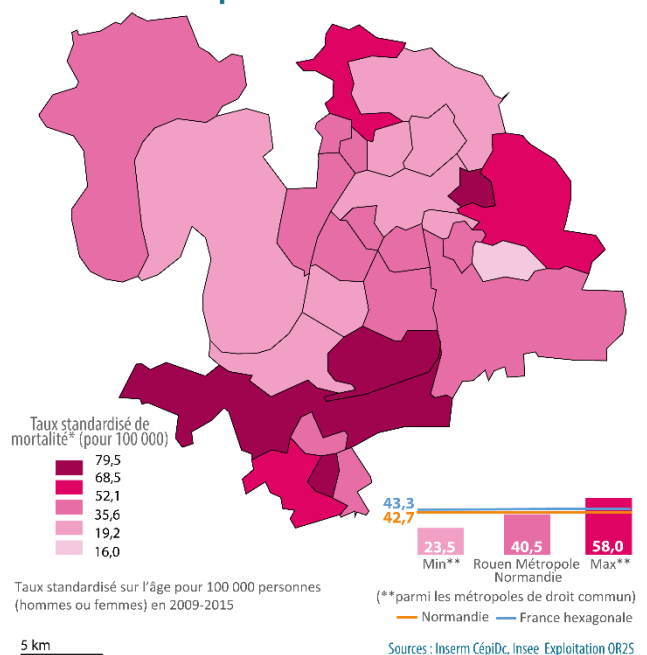 Taux standardisé de
mortalité* (pour 100 000)
79,5
68,5
52,1
35,6
19,2
16,0
43,3
42,7
23,5
40,5
58,0
Min**
Rouen Métropole
Normandie
Max**
(**parmi les métropoles de droit commun)
Normandie
France hexagonale
Taux standardisé sur l'âge pour 100 000 personnes
(hommes ou femmes) en 2009-2015
5 km
Sources : Inserm CépiDc, Insee Exploitation OR2S